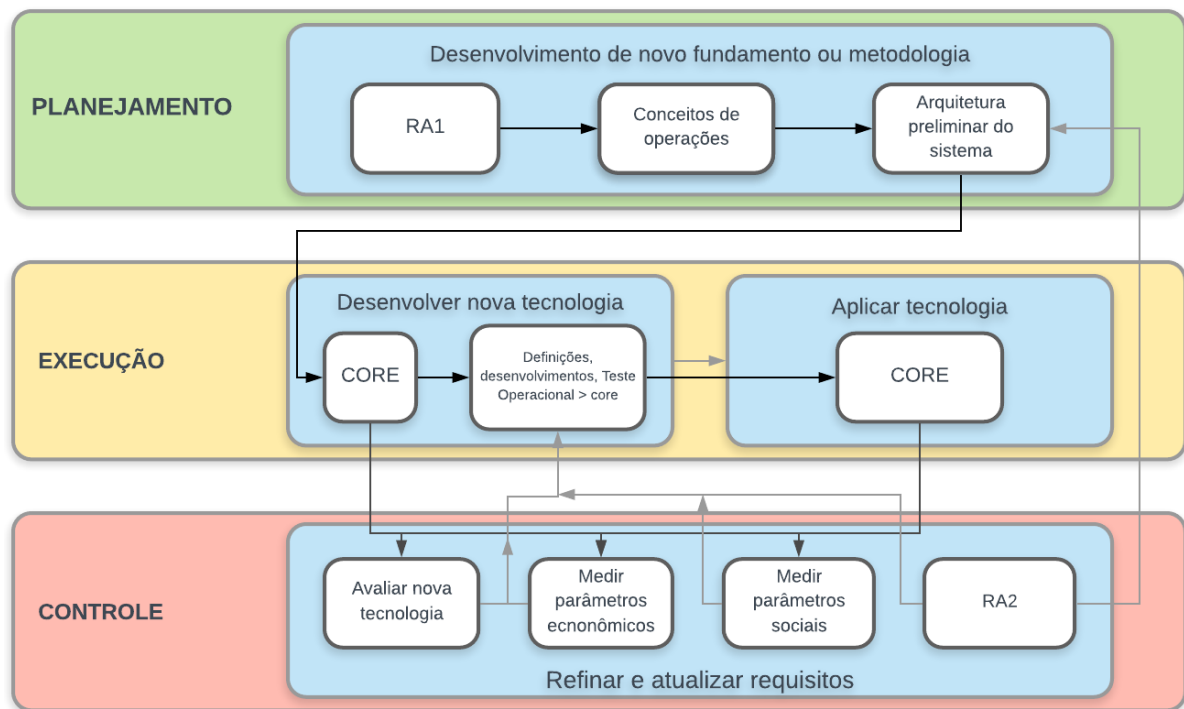 Desenvolvimento de novo fundamento ou metodologia
PLANEJAMENTO
RA1
Conceitos de
operações
Arquitetura
preliminar do
sistema
Desenvolver nova tecnologia
Aplicar tecnologia
EXECUÇÃO
CORE
Definições,
desenvolvimentos, Teste
Operacional > core
CORE
CONTROLE
Avaliar nova
tecnologia
Medir
parâmetros
ecnonômicos
Medir
parâmetros
sociais
RA2
Refinar e atualizar requisitos